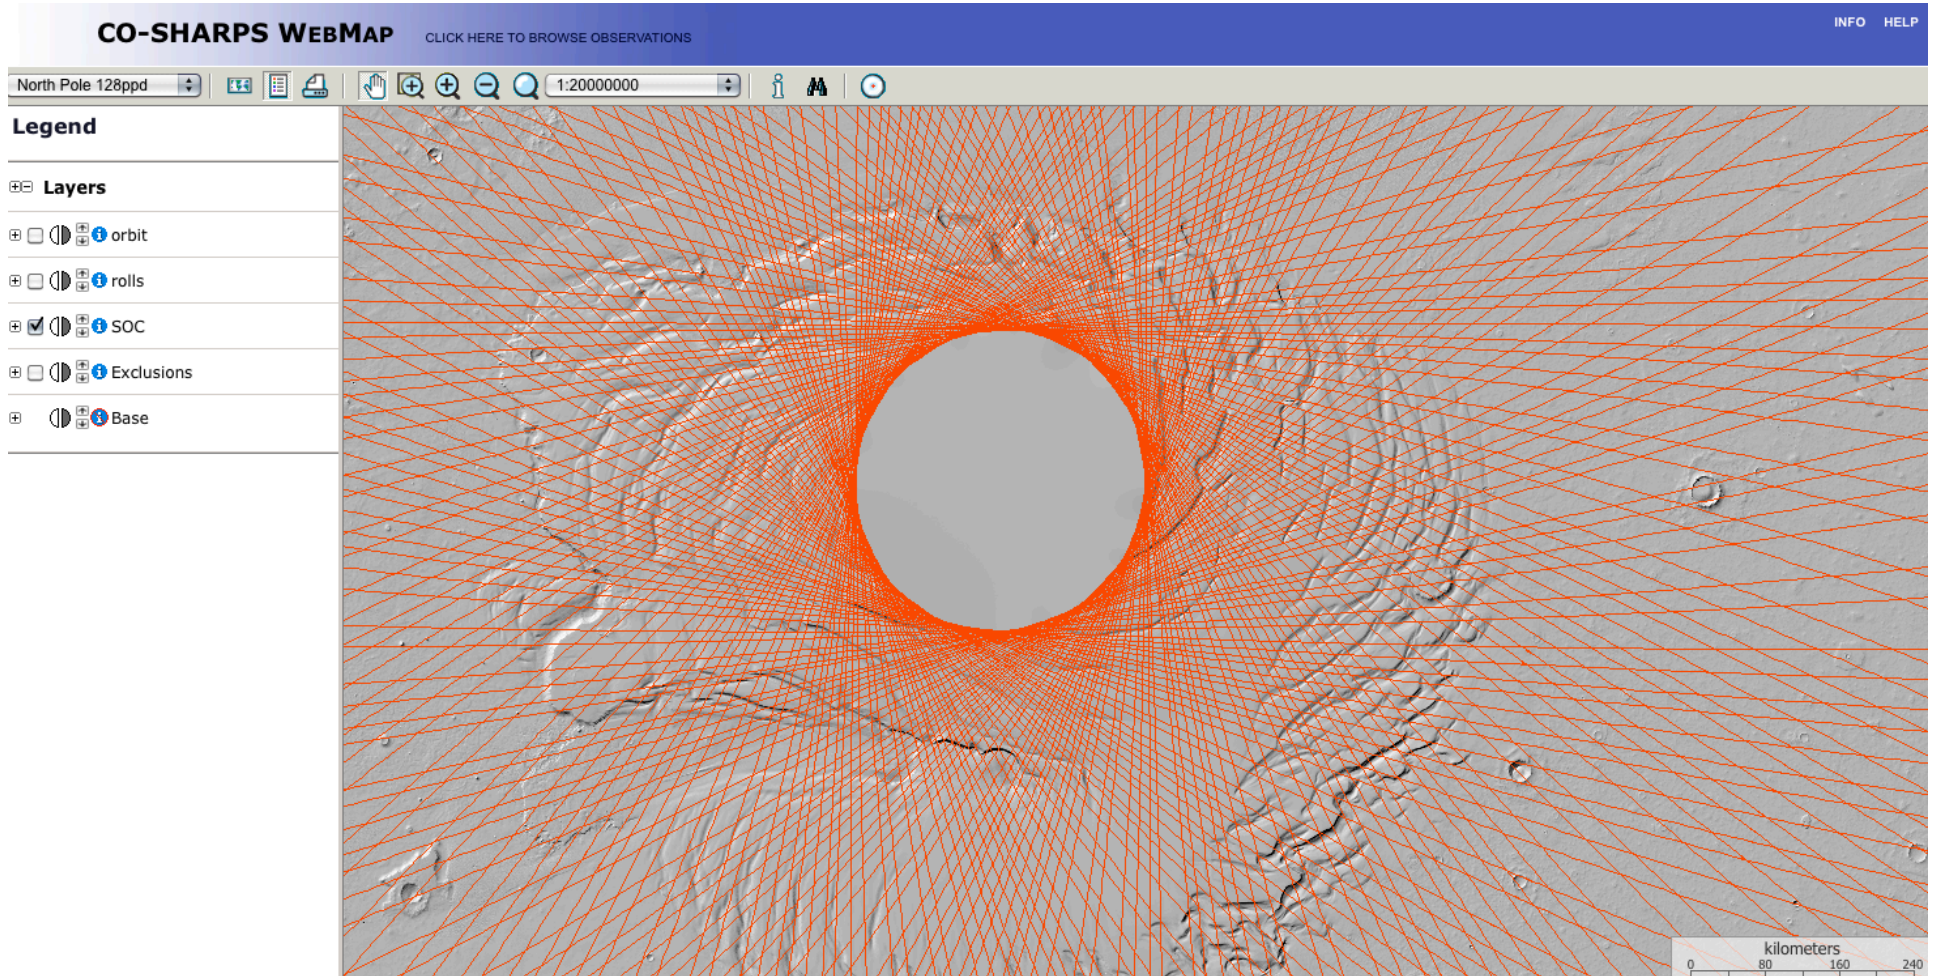 CO-SHARPS WEBMAP CLICK HERE TO BROWSE OBSERVATIONS INFO HELP
North Pole 128ppd 1:20000000
Legend
Layers
orbit
rolls
SOC
Exclusions
Base
kilometers
0 80 160 240